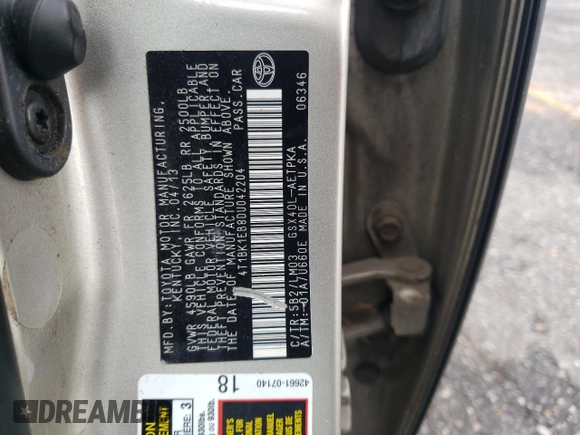 MFD. BY: TOYOTA MOTOR MANUFACTURING,
KENTUCKY, INC. 04/13
GVWR 4590LB GAWR FR 2625LB RR 2500LB
THIS VEHICLE CONFORMS TO ALL APPLICABLE
FEDERAL MOTOR VEHICLE SAFETY, BUMPER, AND
THEFT PREVENTION STANDARDS IN EFFECT ON
THE DATE OF MANUFACTURE SHOWN ABOVE.
4T1BK1EB8DU042204 PASS. CAR
C/TR:5B2/LM03 GSX40L-AETPKA
A/TM:-01A/U660E MADE IN U.S.A. 06346
42661-07140
18
3
930lbs.
DREAM